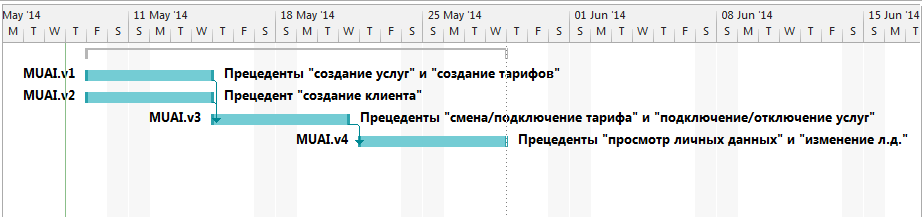 May '14 11 May '14 18 May '14 25 May '14 01 Jun '14 08 Jun '14 15 Jun '14
M T W T F S S M T W T F S S M T W T F S S M T W T F S S M T W T F S S M T W T F S S M T
MUAI.v1 Прецеденты "создание услуг" и "создание тарифов"
MUAI.v2 Прецедент "создание клиента"
MUAI.v3 Прецеденты "смена/подключение тарифа" и "подключение/отключение услуг"
MUAI.v4 Прецеденты "просмотр личных данных" и "изменение л.д."